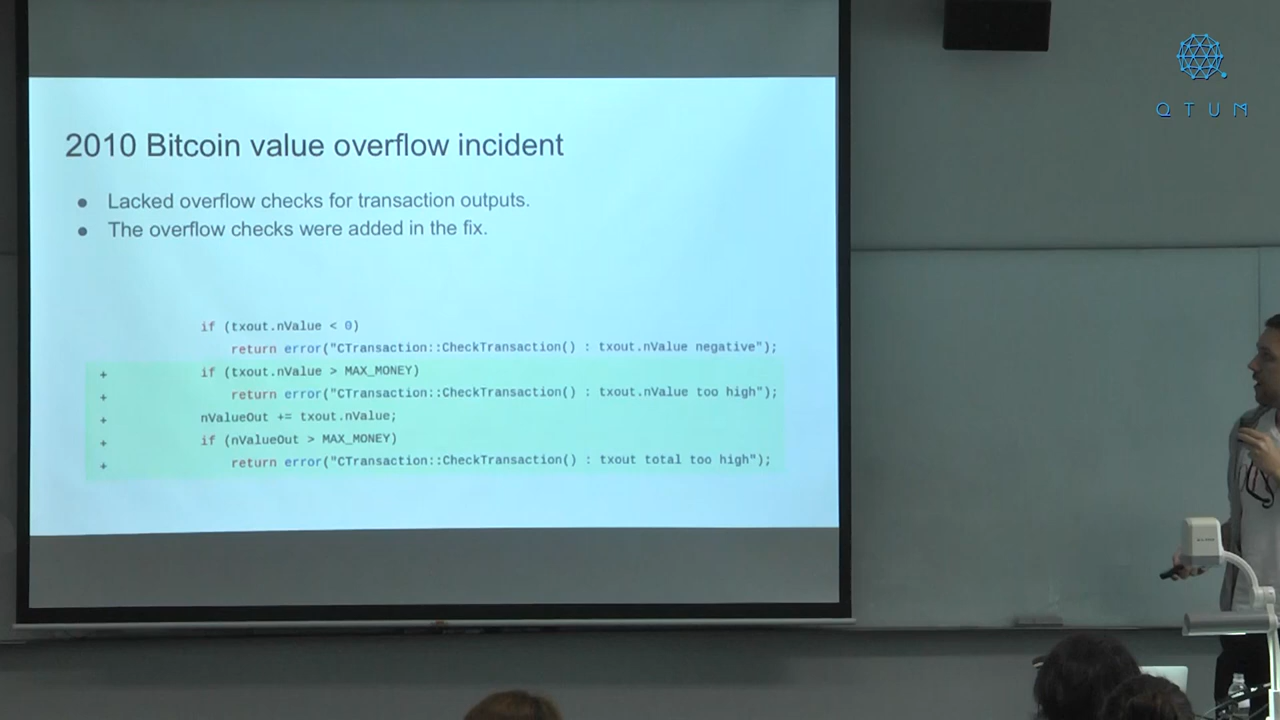 2010 Bitcoin value overflow incident
● Lacked overflow checks for transaction outputs.
● The overflow checks were added in the fix.
if (txout.nValue < 0)
return error("CTransaction::CheckTransaction() : txout.nValue negative");
+ if (txout.nValue > MAX_MONEY)
+ return error("CTransaction::CheckTransaction() : txout.nValue too high");
+ nValueOut += txout.nValue;
+ if (nValueOut > MAX_MONEY)
+ return error("CTransaction::CheckTransaction() : txout total too high");
QTUM